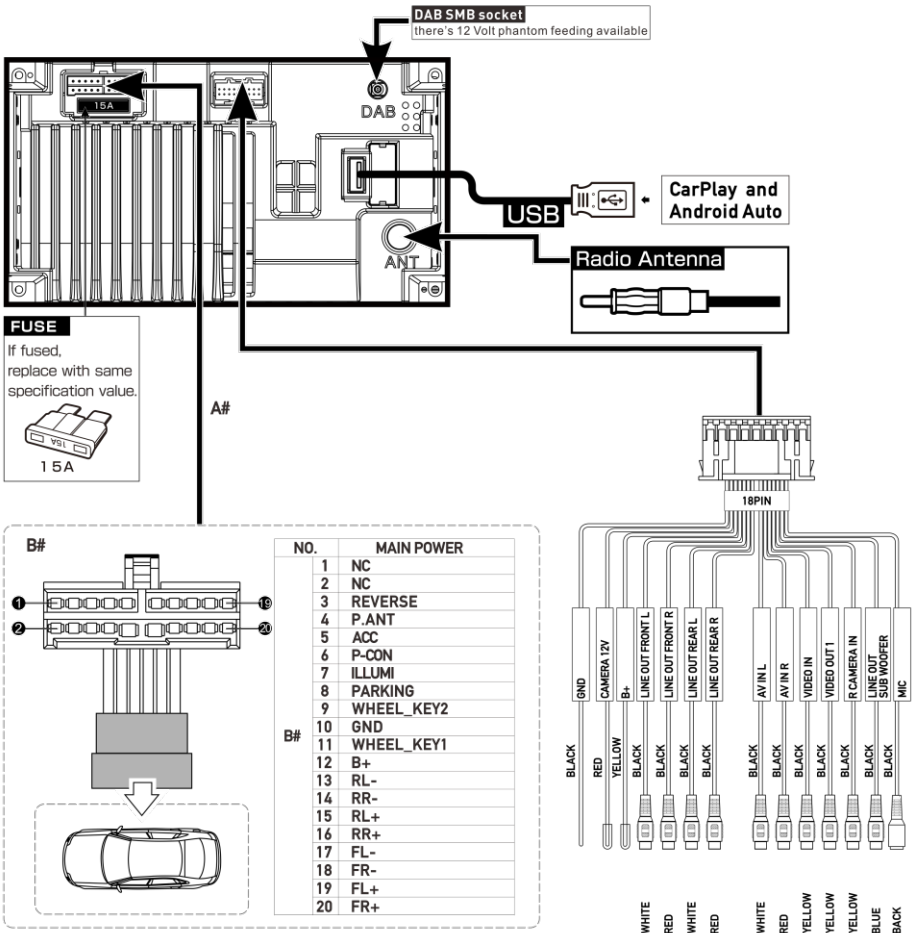 DAB SMB socket
there's 12 Volt phantom feeding available
15A
DAB
USB
CarPlay and
Android Auto
ANT
Radio Antenna
FUSE
If fused,
replace with same
specification value.
15A
15A
A#
18PIN
B#
1
19
2
20
NO. MAIN POWER
B#
1 NC
2 NC
3 REVERSE
4 P.ANT
5 ACC
6 P-CON
7 ILLUMI
8 PARKING
9 WHEEL_KEY2
10 GND
11 WHEEL_KEY1
12 B+
13 RL-
14 RR-
15 RL+
16 RR+
17 FL-
18 FR-
19 FL+
20 FR+
GND
CAMERA 12V
B+
LINE OUT FRONT L
LINE OUT FRONT R
LINE OUT REAR L
LINE OUT REAR R
AV IN L
AV IN R
VIDEO IN
VIDEO OUT 1
R CAMERA IN
LINE OUT
SUB WOOFER
MIC
BLACK
RED
YELLOW
BLACK
BLACK
BLACK
BLACK
BLACK
BLACK
BLACK
BLACK
BLACK
BLACK
BLACK
WHITE
RED
WHITE
RED
WHITE
RED
YELLOW
YELLOW
YELLOW
BLUE
BACK